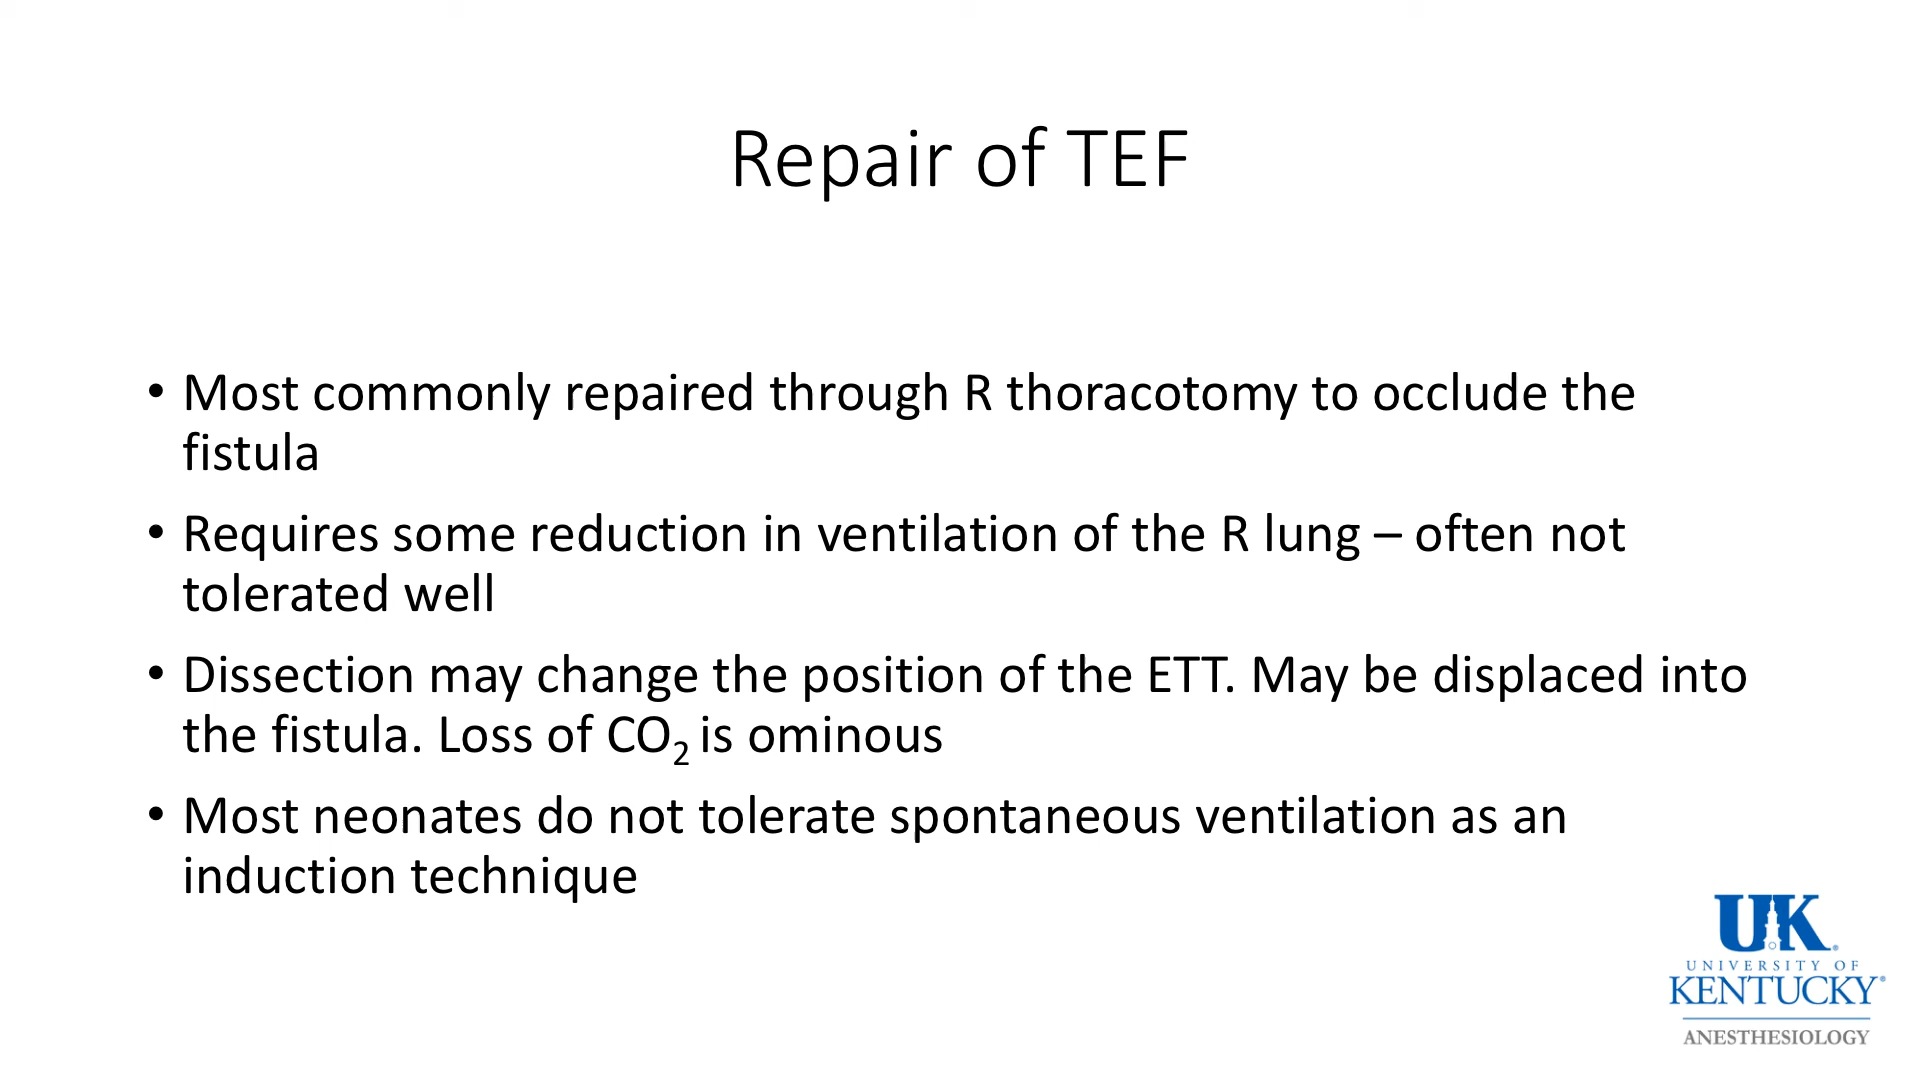 Repair of TEF
• Most commonly repaired through R thoracotomy to occlude the
fistula
• Requires some reduction in ventilation of the R lung – often not
tolerated well
• Dissection may change the position of the ETT. May be displaced into
the fistula. Loss of CO₂ is ominous
• Most neonates do not tolerate spontaneous ventilation as an
induction technique
UK®
UNIVERSITY OF
KENTUCKY®
ANESTHESIOLOGY